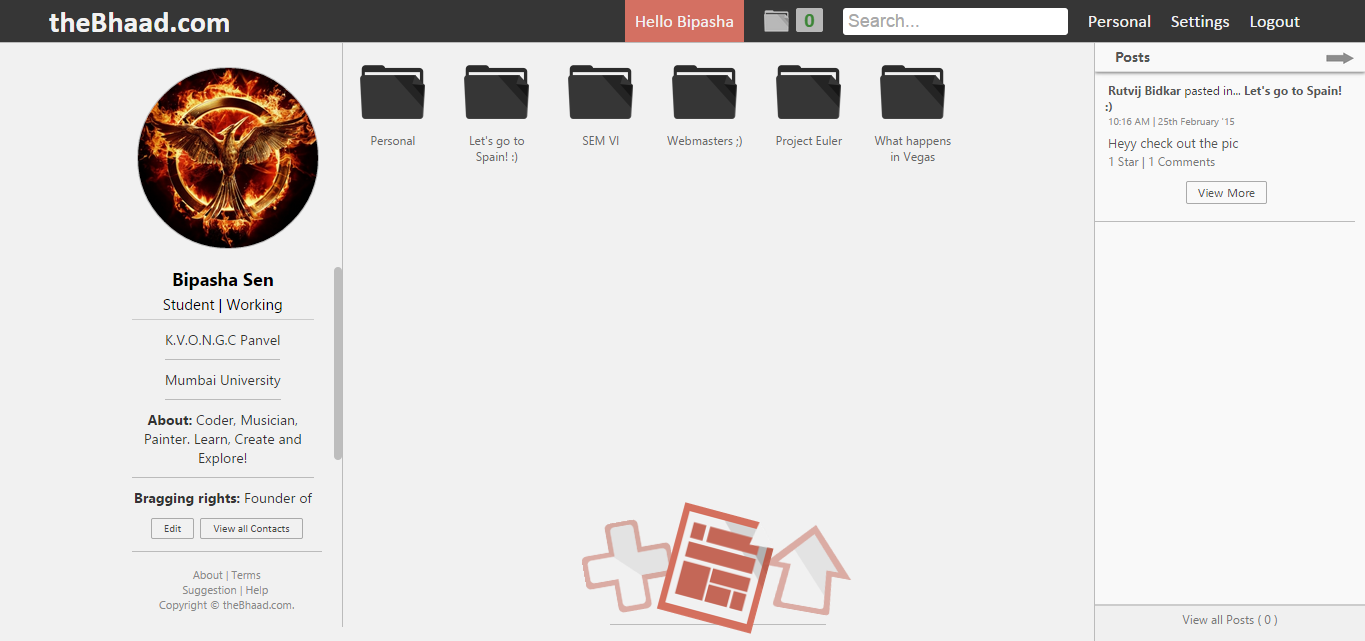 theBhaad.com
Hello Bipasha
0
Search...
Personal
Settings
Logout
Bipasha Sen
Student | Working
K.V.O.N.G.C Panvel
Mumbai University
About: Coder, Musician,
Painter. Learn, Create and
Explore!
Bragging rights: Founder of
Edit
View all Contacts
About | Terms
Suggestion | Help
Copyright © theBhaad.com.
Personal
Let's go to
Spain! :)
SEM VI
Webmasters ;)
Project Euler
What happens
in Vegas
Posts
Rutvij Bidkar pasted in... Let's go to Spain!
:)
10:16 AM | 25th February '15
Heyy check out the pic
1 Star | 1 Comments
View More
View all Posts ( 0 )